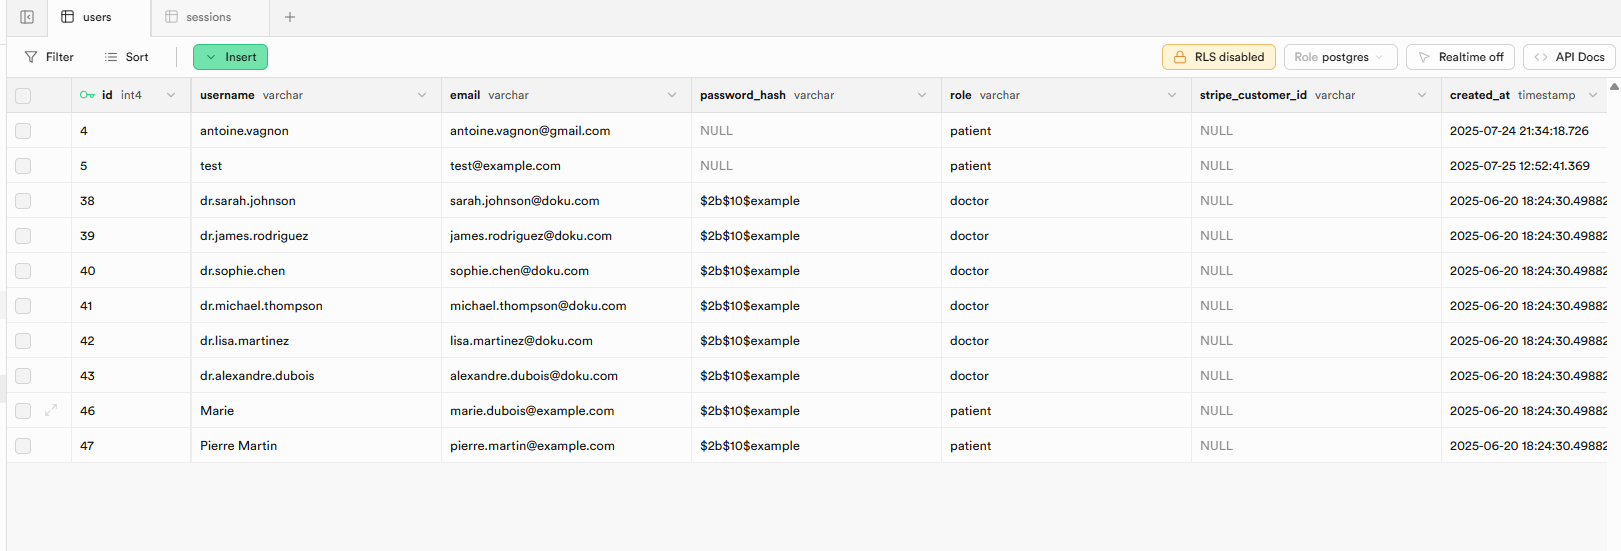 users sessions
Filter Sort Insert RLS disabled Role postgres Realtime off API Docs
id int4 username varchar email varchar password_hash varchar role varchar stripe_customer_id varchar created_at timestamp
4 antoine.vagnon antoine.vagnon@gmail.com NULL patient NULL 2025-07-24 21:34:18.726
5 test test@example.com NULL patient NULL 2025-07-25 12:52:41.369
38 dr.sarah.johnson sarah.johnson@doku.com $2b$10$example doctor NULL 2025-06-20 18:24:30.49882
39 dr.james.rodriguez james.rodriguez@doku.com $2b$10$example doctor NULL 2025-06-20 18:24:30.49882
40 dr.sophie.chen sophie.chen@doku.com $2b$10$example doctor NULL 2025-06-20 18:24:30.49882
41 dr.michael.thompson michael.thompson@doku.com $2b$10$example doctor NULL 2025-06-20 18:24:30.49882
42 dr.lisa.martinez lisa.martinez@doku.com $2b$10$example doctor NULL 2025-06-20 18:24:30.49882
43 dr.alexandre.dubois alexandre.dubois@doku.com $2b$10$example doctor NULL 2025-06-20 18:24:30.49882
46 Marie marie.dubois@example.com $2b$10$example patient NULL 2025-06-20 18:24:30.49882
47 Pierre Martin pierre.martin@example.com $2b$10$example patient NULL 2025-06-20 18:24:30.49882